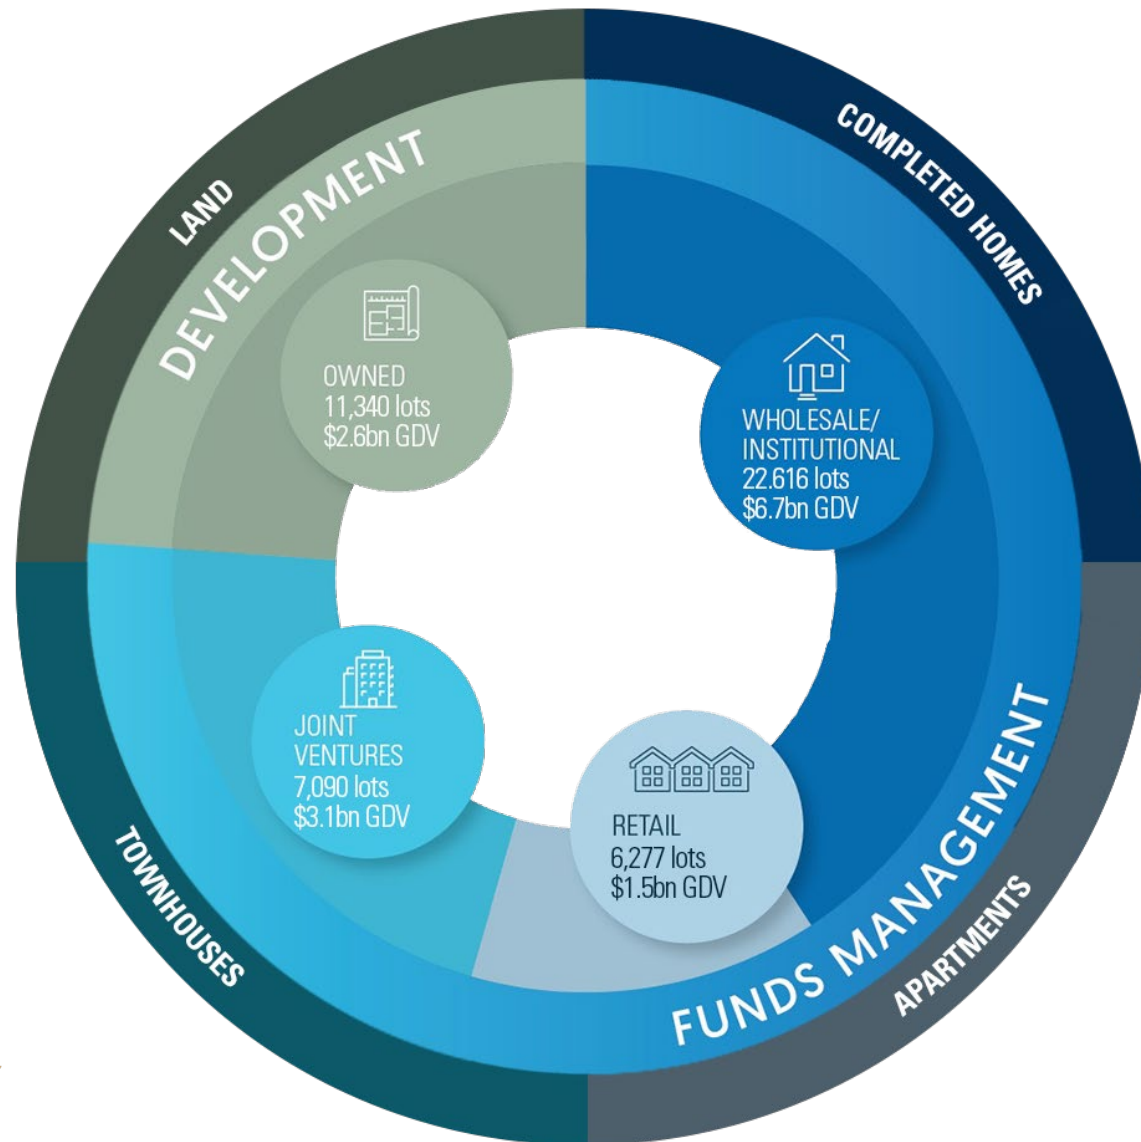 LAND
DEVELOPMENT
COMPLETED HOMES
OWNED
11,340 lots
$2.6bn GDV
WHOLESALE/
INSTITUTIONAL
22.616 lots
$6.7bn GDV
JOINT
VENTURES
7,090 lots
$3.1bn GDV
RETAIL
6,277 lots
$1.5bn GDV
TOWNHOUSES
FUNDS MANAGEMENT
APARTMENTS